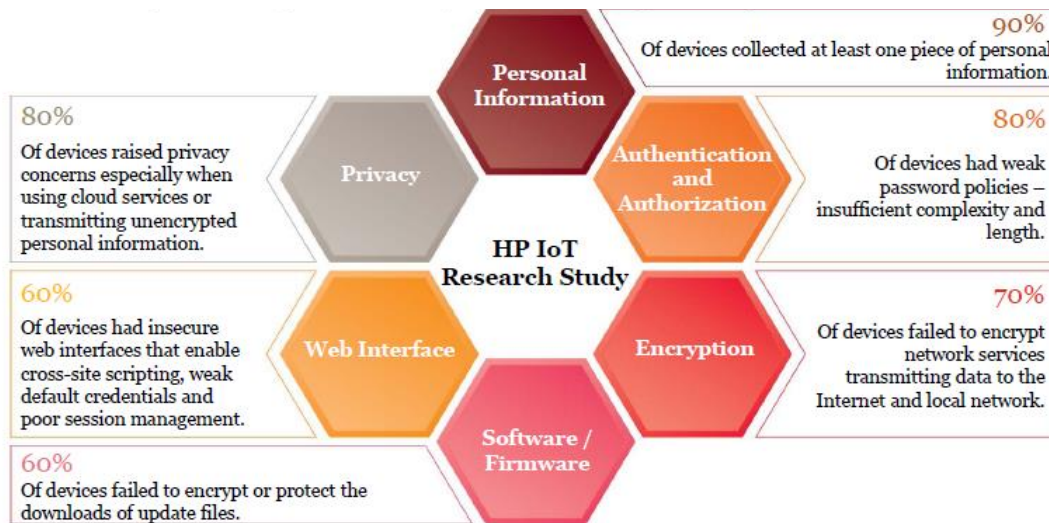 90%
Of devices collected at least one piece of personal
information.
Personal
Information
80%
Of devices raised privacy
concerns especially when
using cloud services or
transmitting unencrypted
personal information.
Privacy
Authentication
and
Authorization
80%
Of devices had weak
password policies –
insufficient complexity and
length.
HP IoT
Research Study
60%
Of devices had insecure
web interfaces that enable
cross-site scripting, weak
default credentials and
poor session management.
Web Interface
Encryption
70%
Of devices failed to encrypt
network services
transmitting data to the
Internet and local network.
Software /
Firmware
60%
Of devices failed to encrypt or protect the
downloads of update files.